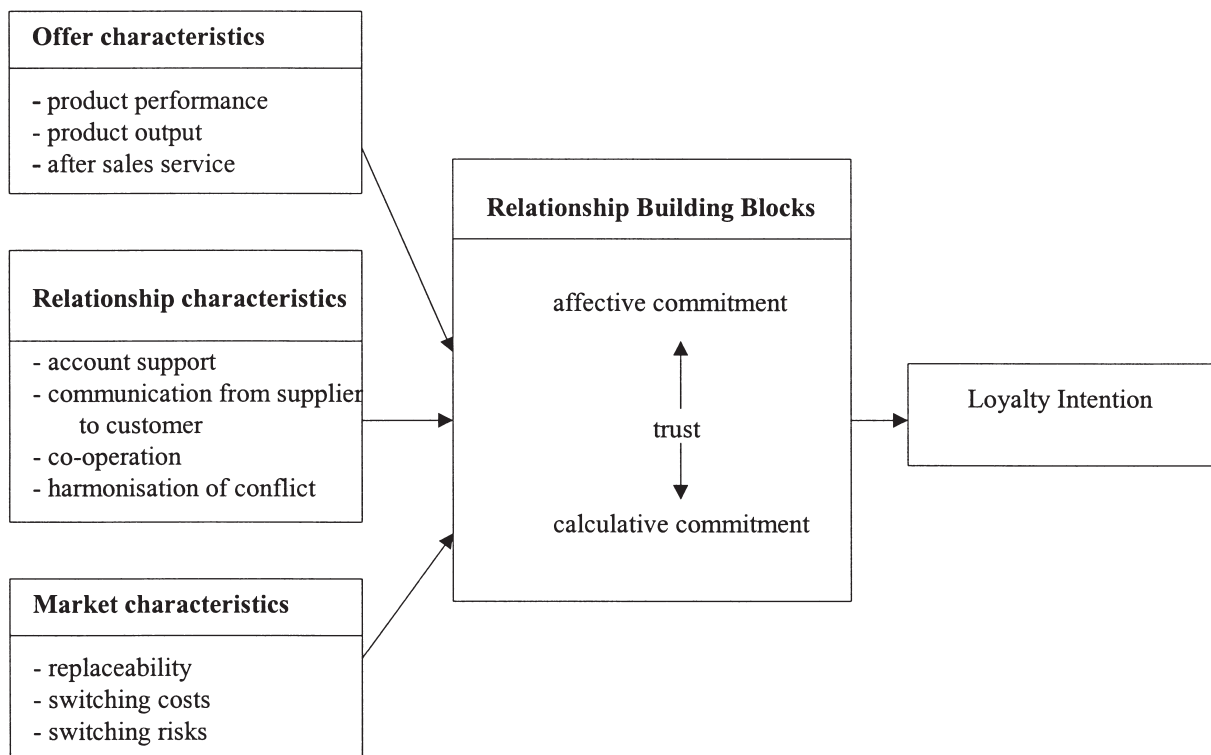 Offer characteristics
- product performance
- product output
- after sales service
Relationship characteristics
- account support
- communication from supplier
to customer
- co-operation
- harmonisation of conflict
Market characteristics
- replaceability
- switching costs
- switching risks
Relationship Building Blocks
affective commitment
trust
calculative commitment
Loyalty Intention